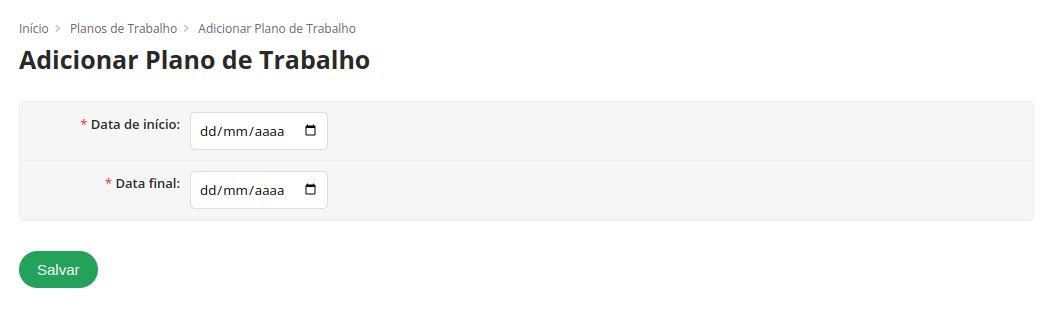 Início > Planos de Trabalho > Adicionar Plano de Trabalho
Adicionar Plano de Trabalho
* Data de início: dd/mm/aaaa
* Data final: dd/mm/aaaa
Salvar